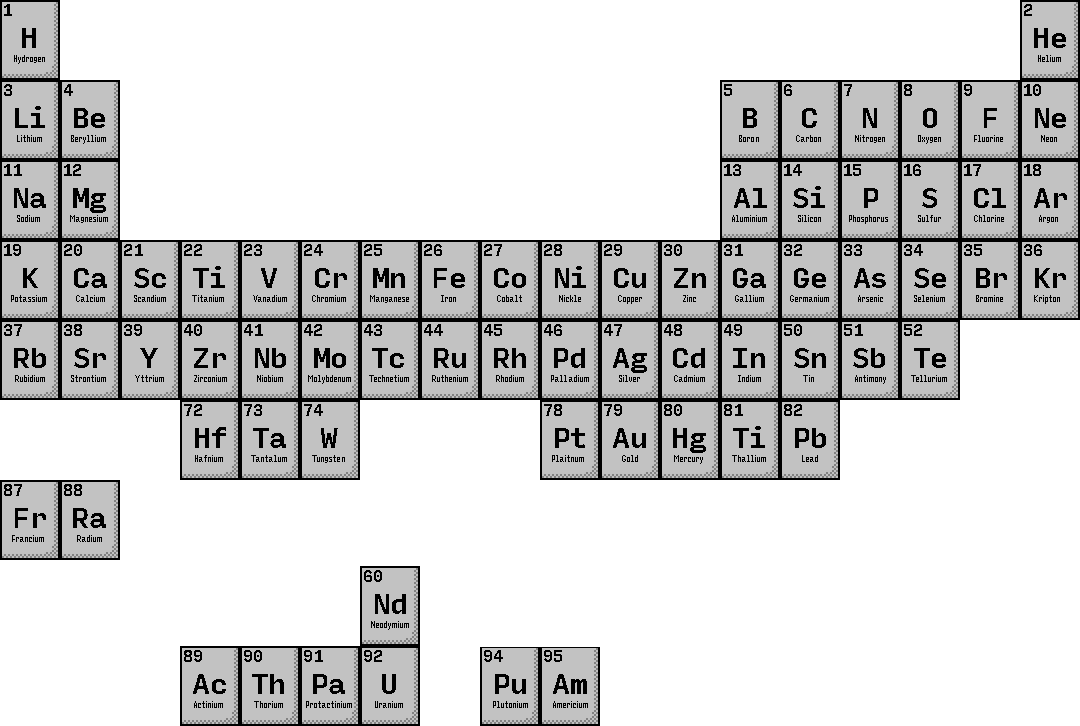 1 2
H He
Hydrogen Helium
3 4 5 6 7 8 9 10
Li Be B C N O F Ne
Lithium Beryllium Boron Carbon Nitrogen Oxygen Fluorine Neon
11 12 13 14 15 16 17 18
Na Mg Al Si P S Cl Ar
Sodium Magnesium Aluminium Silicon Phosphorus Sulfur Chlorine Argon
19 20 21 22 23 24 25 26 27 28 29 30 31 32 33 34 35 36
K Ca Sc Ti V Cr Mn Fe Co Ni Cu Zn Ga Ge As Se Br Kr
Potassium Calcium Scandium Titanium Vanadium Chromium Manganese Iron Cobalt Nickle Copper Zinc Gallium Germanium Arsenic Selenium Bromine Kripton
37 38 39 40 41 42 43 44 45 46 47 48 49 50 51 52
Rb Sr Y Zr Nb Mo Tc Ru Rh Pd Ag Cd In Sn Sb Te
Rubidium Strontium Yttrium Zirconium Niobium Molybdenum Technetium Ruthenium Rhodium Palladium Silver Cadmium Indium Tin Antimony Tellurium
72 73 74 78 79 80 81 82
Hf Ta W Pt Au Hg Ti Pb
Hafnium Tantalum Tungsten Plaitnum Gold Mercury Thallium Lead
87 88
Fr Ra
Francium Radium
60
Nd
Neodymium
89 90 91 92 94 95
Ac Th Pa U Pu Am
Actinium Thorium Protactinium Uranium Plutonium Americium